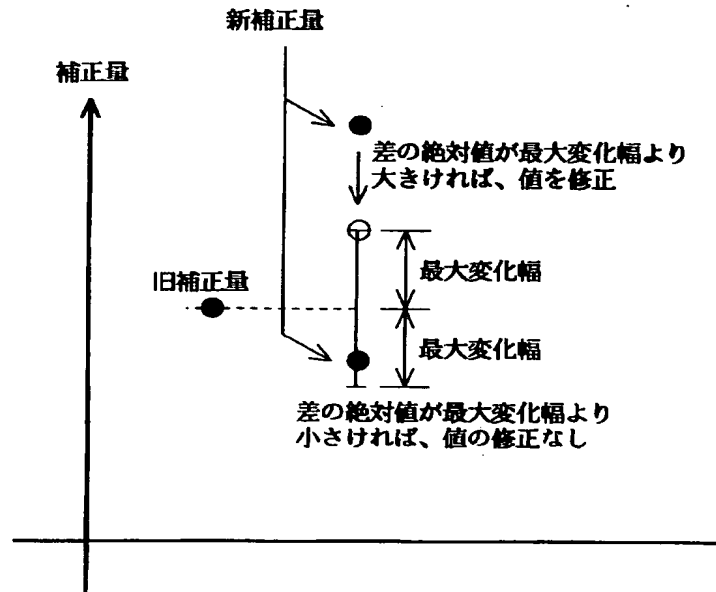 新補正量
補正量
差の絶対値が最大変化幅より
大きければ、値を修正
最大変化幅
旧補正量
最大変化幅
差の絶対値が最大変化幅より
小さければ、値の修正なし